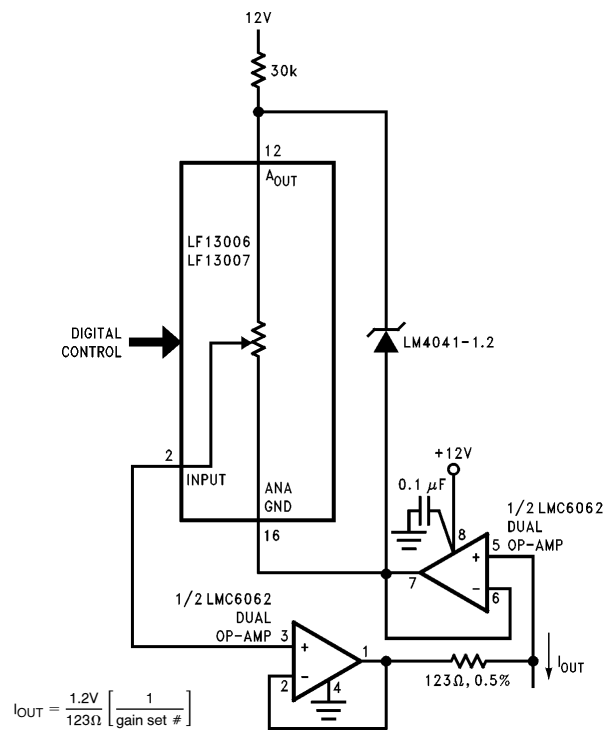 12V
30k
12
AOUT
LF13006
LF13007
DIGITAL
CONTROL
LM4041-1.2
2
INPUT
ANA
GND
16
+12V
0.1 μF
8
1/2 LMC6062
DUAL
OP-AMP
5
+
-
6
7
1/2 LMC6062
DUAL
OP-AMP
3
+
-
2
1
4
123Ω, 0.5%
IOUT
IOUT = 1.2V / 123Ω [ 1 / gain set # ]